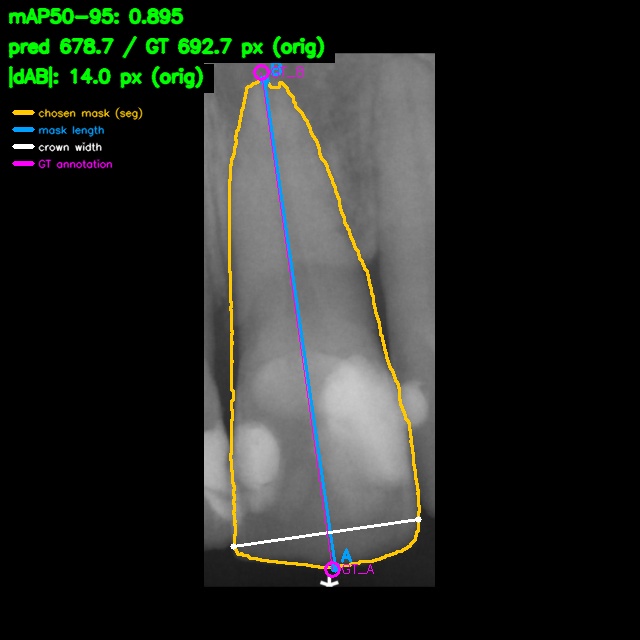 mAP50-95: 0.895
pred 678.7 / GT 692.7 px (orig)
|dAB|: 14.0 px (orig)
chosen mask (seg)
mask length
crown width
GT annotation
A
GT_A